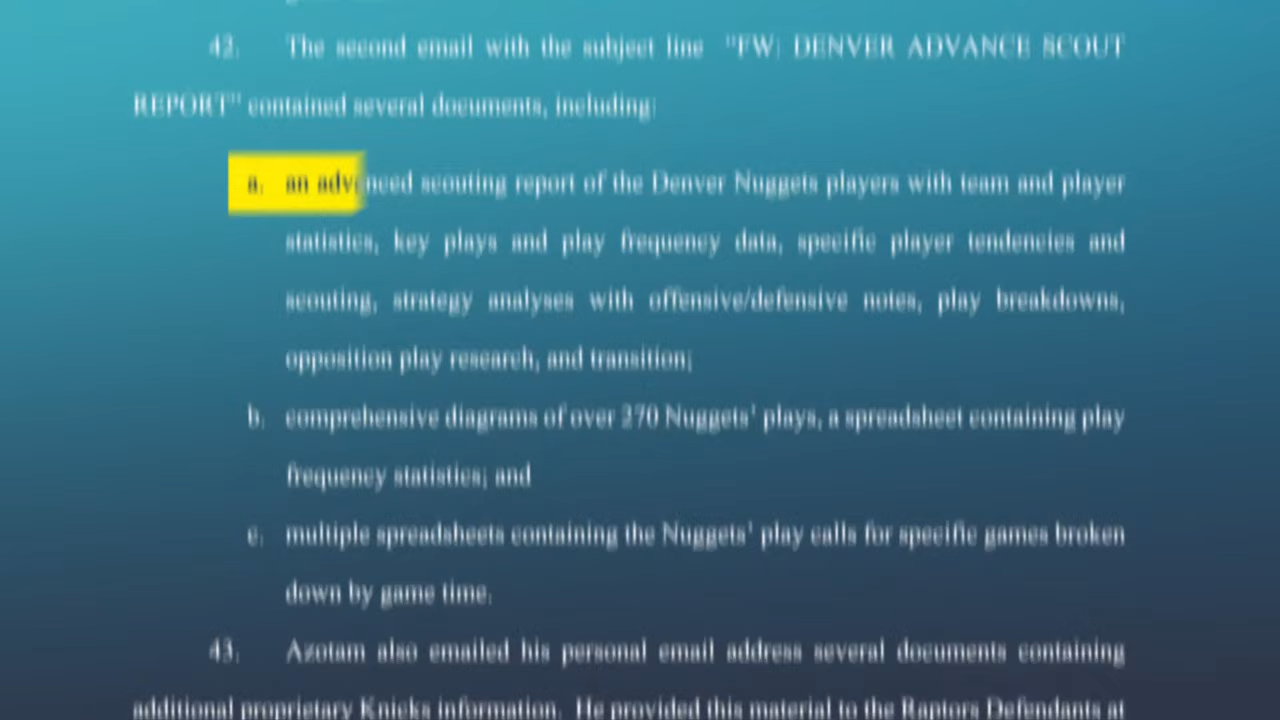 42. The second email with the subject line "FW: DENVER ADVANCE SCOUT
REPORT" contained several documents, including:
a. an advanced scouting report of the Denver Nuggets players with team and player
statistics, key plays and play frequency data, specific player tendencies and
scouting, strategy analyses with offensive/defensive notes, play breakdowns,
opposition play research, and transition;
b. comprehensive diagrams of over 270 Nuggets' plays, a spreadsheet containing play
frequency statistics; and
c. multiple spreadsheets containing the Nuggets' play calls for specific games broken
down by game time.
43. Azotam also emailed his personal email address several documents containing
additional proprietary Knicks information. He provided this material to the Raptors Defendants at